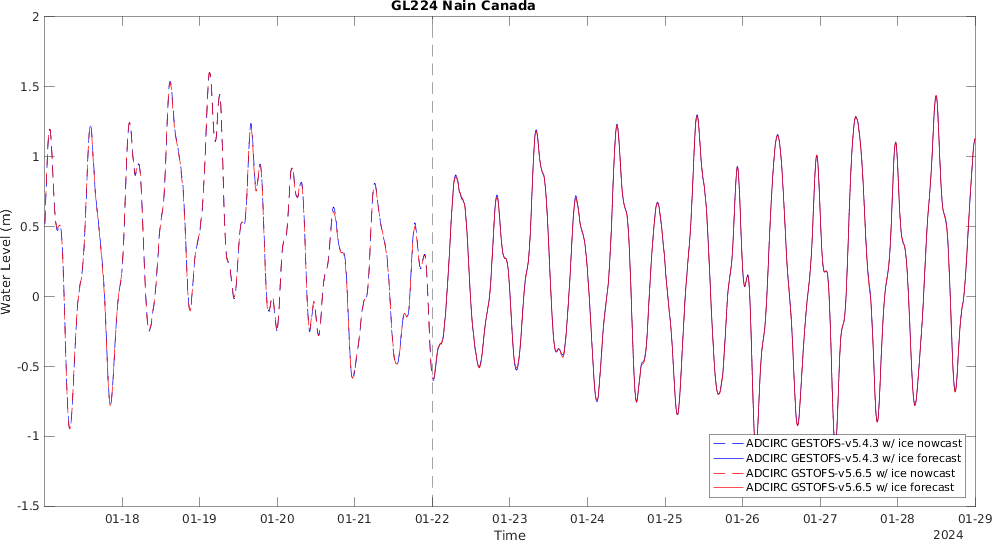 GL224 Nain Canada
2
1.5
1
0.5
0
-0.5
-1
-1.5
Water Level (m)
ADCIRC GESTOFS-v5.4.3 w/ ice nowcast
ADCIRC GESTOFS-v5.4.3 w/ ice forecast
ADCIRC GSTOFS-v5.6.5 w/ ice nowcast
ADCIRC GSTOFS-v5.6.5 w/ ice forecast
01-18 01-19 01-20 01-21 01-22 01-23 01-24 01-25 01-26 01-27 01-28 01-29
Time
2024